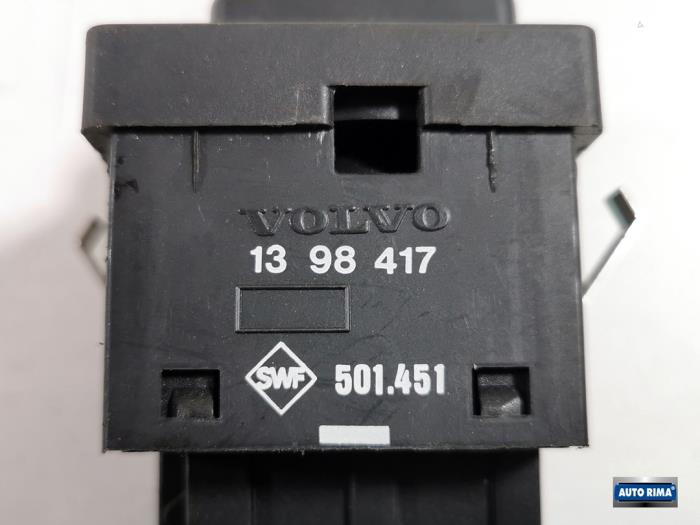 VOLVO
13 98 417
SWF 501.451
AUTO RIMA